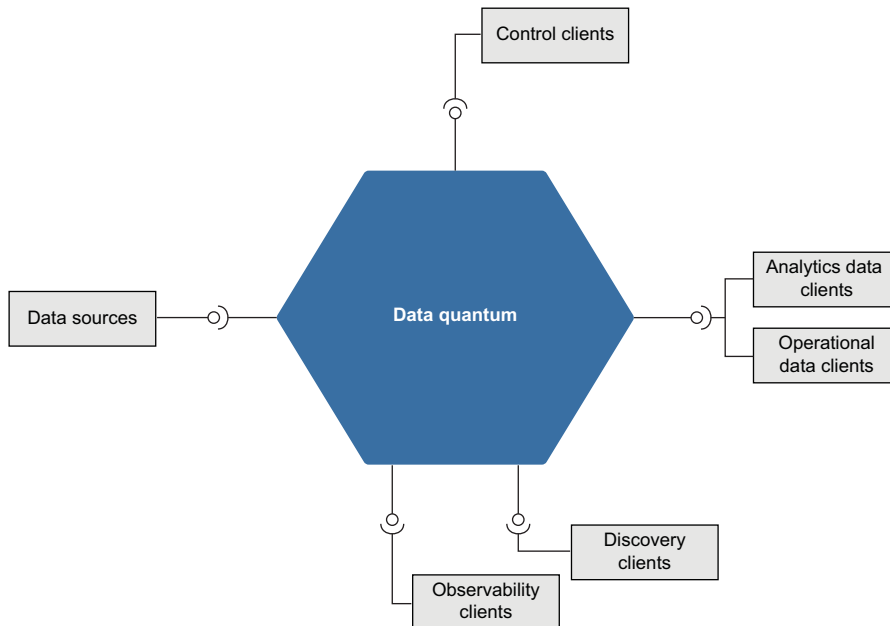 Control clients
Data sources
Data quantum
Analytics data
clients
Operational
data clients
Discovery
clients
Observability
clients